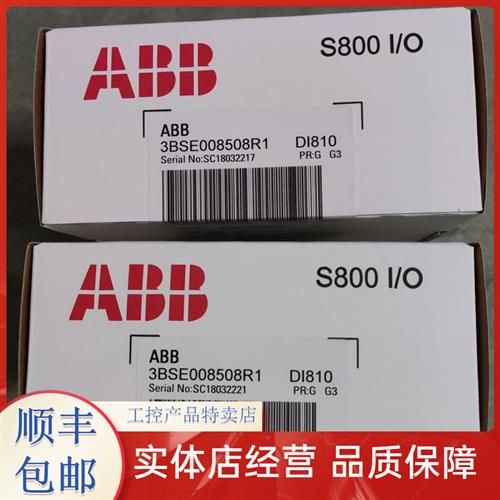 ABB
S800 I/O
ABB
3BSE008508R1 DI810
Serial No:SC18032217 PR:G G3
ABB
S800 I/O
ABB
3BSE008508R1 DI810
Serial No:SC18032221 PR:G G3
顺丰
包邮
工控产品特卖店
实体店经营 品质保障